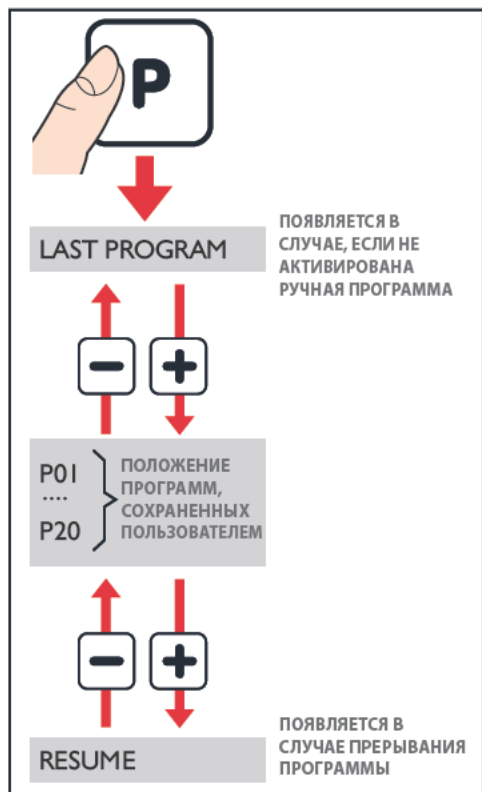 P
LAST PROGRAM
ПОЯВЛЯЕТСЯ В
СЛУЧАЕ, ЕСЛИ НЕ
АКТИВИРОВАНА
РУЧНАЯ ПРОГРАММА
− +
P01
....
P20
ПОЛОЖЕНИЕ
ПРОГРАММ,
СОХРАНЕННЫХ
ПОЛЬЗОВАТЕЛЕМ
− +
RESUME
ПОЯВЛЯЕТСЯ В
СЛУЧАЕ ПРЕРЫВАНИЯ
ПРОГРАММЫ